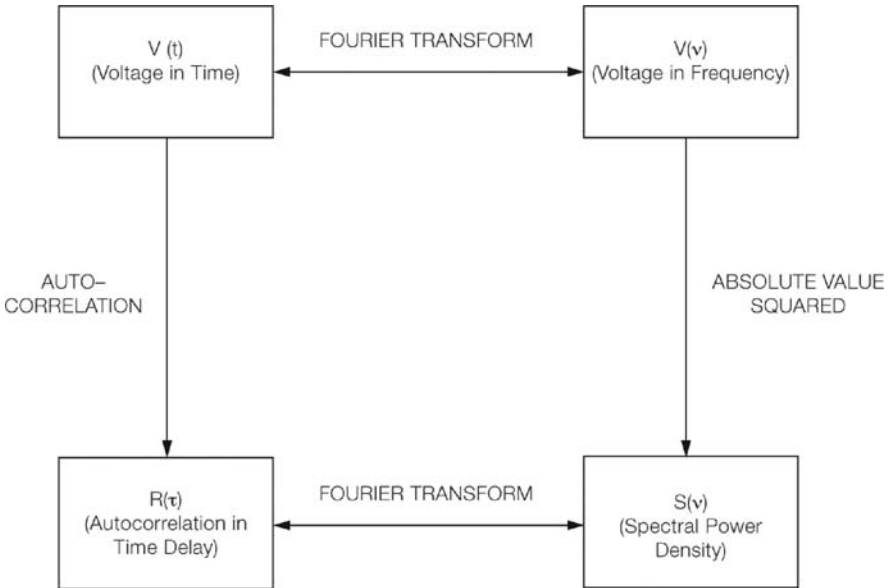 V (t)
(Voltage in Time)
FOURIER TRANSFORM
V(ν)
(Voltage in Frequency)
AUTO–
CORRELATION
ABSOLUTE VALUE
SQUARED
R(τ)
(Autocorrelation in
Time Delay)
FOURIER TRANSFORM
S(ν)
(Spectral Power
Density)